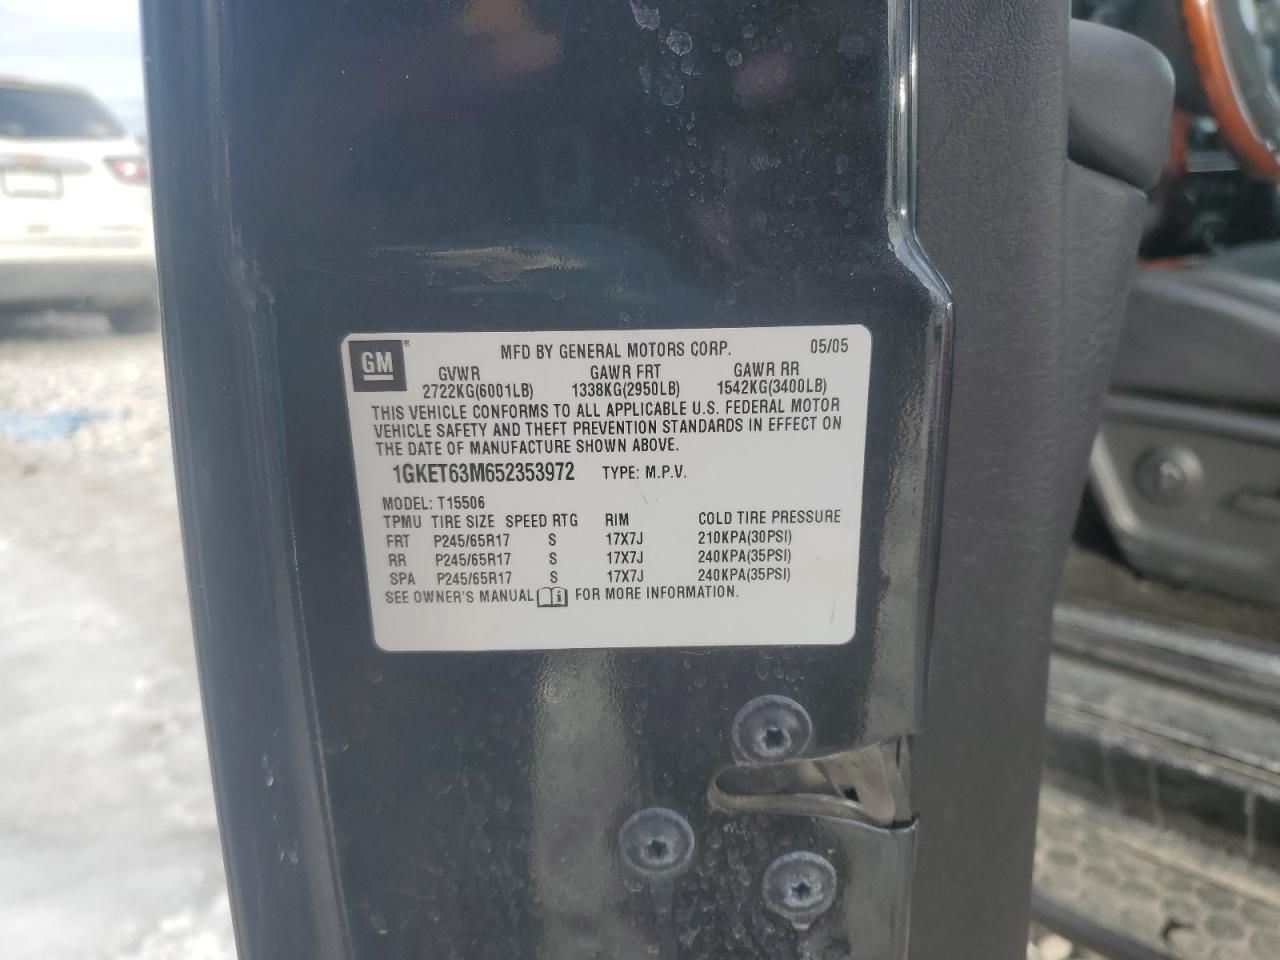 GM ® MFD BY GENERAL MOTORS CORP. 05/05
GVWR GAWR FRT GAWR RR
2722KG(6001LB) 1338KG(2950LB) 1542KG(3400LB)
THIS VEHICLE CONFORMS TO ALL APPLICABLE U.S. FEDERAL MOTOR
VEHICLE SAFETY AND THEFT PREVENTION STANDARDS IN EFFECT ON
THE DATE OF MANUFACTURE SHOWN ABOVE.
1GKET63M652353972 TYPE: M.P.V.
MODEL: T15506
TPMU TIRE SIZE SPEED RTG RIM COLD TIRE PRESSURE
FRT P245/65R17 S 17X7J 210KPA(30PSI)
RR P245/65R17 S 17X7J 240KPA(35PSI)
SPA P245/65R17 S 17X7J 240KPA(35PSI)
SEE OWNER'S MANUAL i FOR MORE INFORMATION.